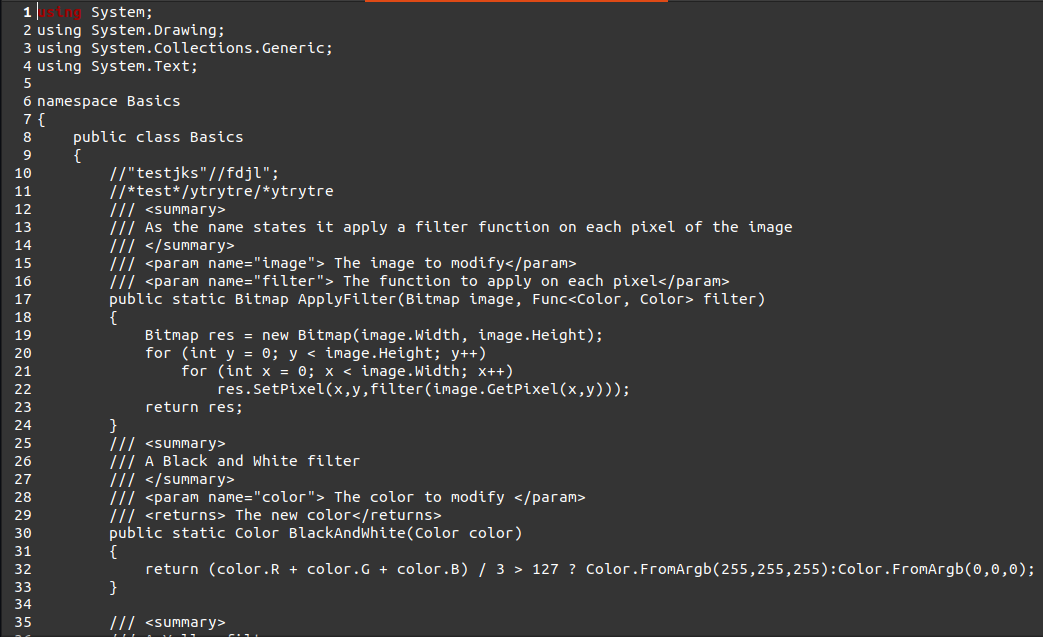 1 using System;
2 using System.Drawing;
3 using System.Collections.Generic;
4 using System.Text;
5
6 namespace Basics
7 {
8     public class Basics
9     {
10         //"testjks"//fdjl";
11         //*test*/ytrytre/*ytrytre
12         /// <summary>
13         /// As the name states it apply a filter function on each pixel of the image
14         /// </summary>
15         /// <param name="image"> The image to modify</param>
16         /// <param name="filter"> The function to apply on each pixel</param>
17         public static Bitmap ApplyFilter(Bitmap image, Func<Color, Color> filter)
18         {
19             Bitmap res = new Bitmap(image.Width, image.Height);
20             for (int y = 0; y < image.Height; y++)
21                 for (int x = 0; x < image.Width; x++)
22                     res.SetPixel(x,y,filter(image.GetPixel(x,y)));
23             return res;
24         }
25         /// <summary>
26         /// A Black and White filter
27         /// </summary>
28         /// <param name="color"> The color to modify </param>
29         /// <returns> The new color</returns>
30         public static Color BlackAndWhite(Color color)
31         {
32             return (color.R + color.G + color.B) / 3 > 127 ? Color.FromArgb(255,255,255):Color.FromArgb(0,0,0);
33         }
34
35         /// <summary>